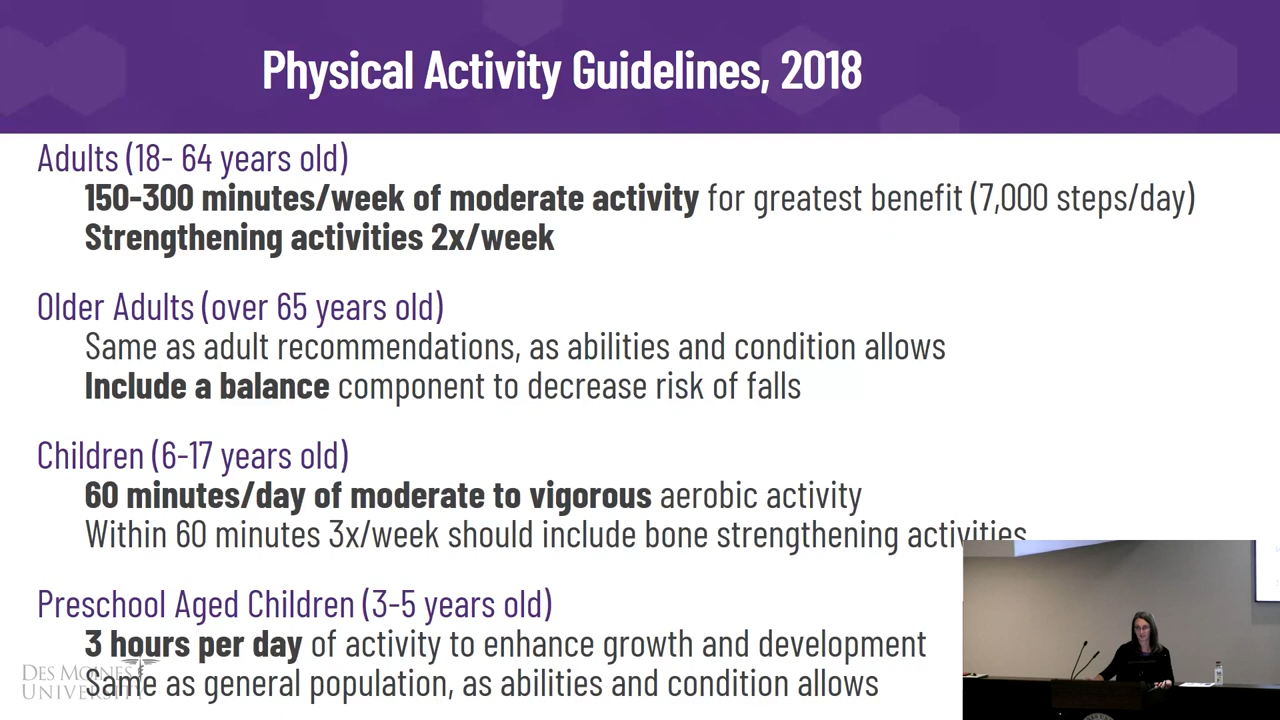 Physical Activity Guidelines, 2018
Adults (18- 64 years old)
150-300 minutes/week of moderate activity for greatest benefit (7,000 steps/day)
Strengthening activities 2x/week
Older Adults (over 65 years old)
Same as adult recommendations, as abilities and condition allows
Include a balance component to decrease risk of falls
Children (6-17 years old)
60 minutes/day of moderate to vigorous aerobic activity
Within 60 minutes 3x/week should include bone strengthening activities
Preschool Aged Children (3-5 years old)
3 hours per day of activity to enhance growth and development
Same as general population, as abilities and condition allows
DES MOINES
UNIVERSITY